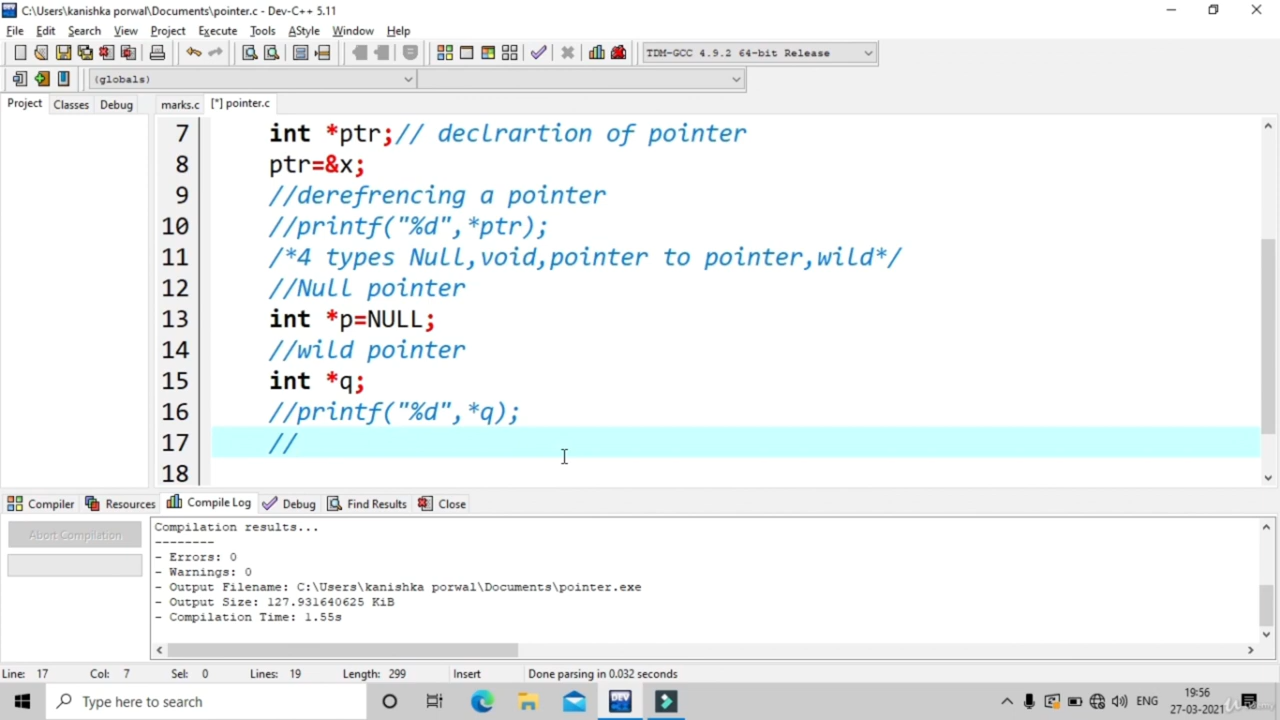 C:\Users\kanishka porwal\Documents\pointer.c - Dev-C++ 5.11
File Edit Search View Project Execute Tools AStyle Window Help
TDM-GCC 4.9.2 64-bit Release
(globals)
Project Classes Debug marks.c [*] pointer.c
7 int *ptr;// declrartion of pointer
8 ptr=&x;
9 //derefrencing a pointer
10 //printf("%d",*ptr);
11 /*4 types Null,void,pointer to pointer,wild*/
12 //Null pointer
13 int *p=NULL;
14 //wild pointer
15 int *q;
16 //printf("%d",*q);
17 //
18
Compiler Resources Compile Log Debug Find Results Close
Abort Compilation
Compilation results...
--------
- Errors: 0
- Warnings: 0
- Output Filename: C:\Users\kanishka porwal\Documents\pointer.exe
- Output Size: 127.931640625 KiB
- Compilation Time: 1.55s
Line: 17 Col: 7 Sel: 0 Lines: 19 Length: 299 Insert Done parsing in 0.032 seconds
Type here to search
DEV
ENG
19:56
27-03-2021
Udemy